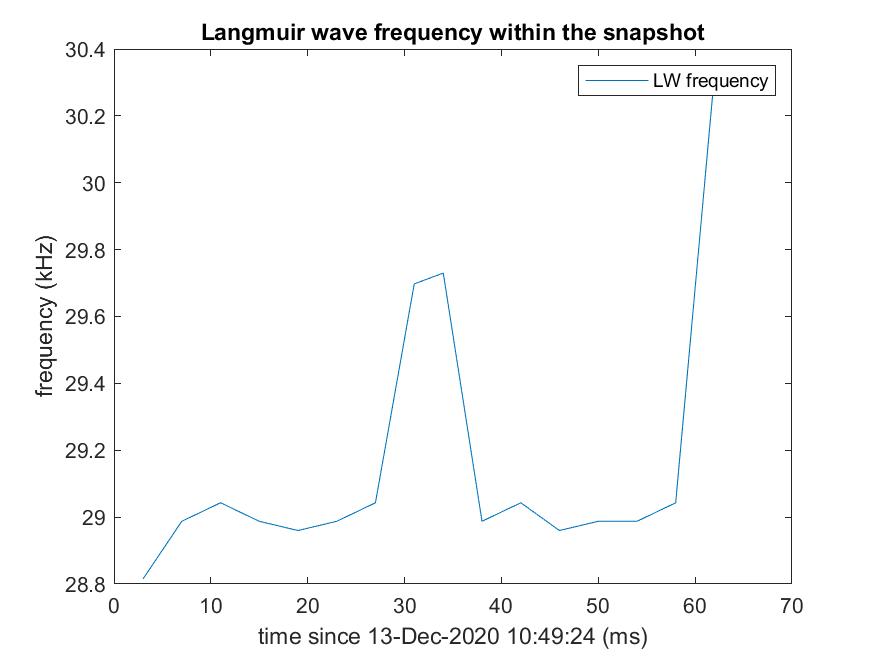 Langmuir wave frequency within the snapshot
LW frequency
30.4
30.2
30
29.8
29.6
29.4
29.2
29
28.8
frequency (kHz)
0 10 20 30 40 50 60 70
time since 13-Dec-2020 10:49:24 (ms)